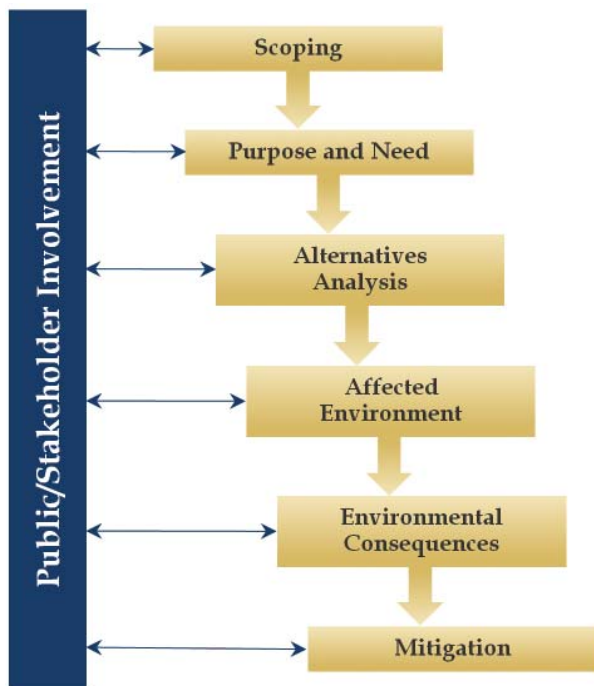 Public/Stakeholder Involvement
Scoping
Purpose and Need
Alternatives
Analysis
Affected
Environment
Environmental
Consequences
Mitigation